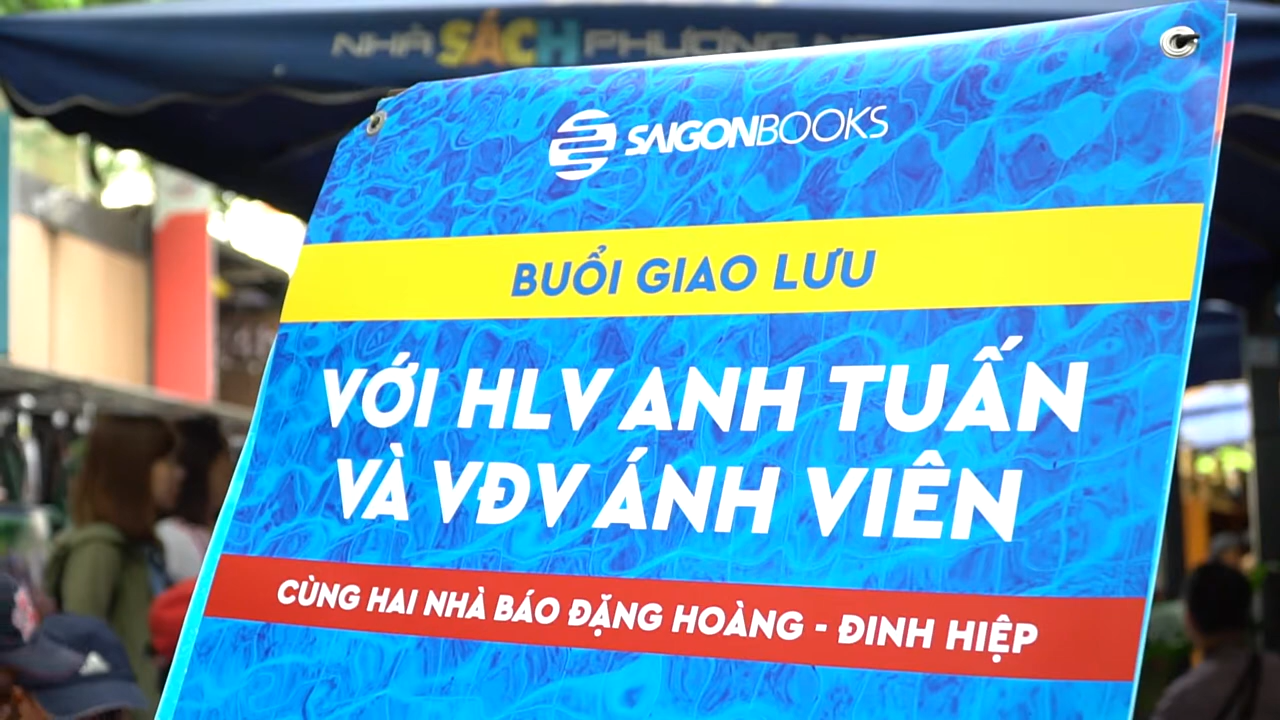 NHÀ SÁCH PHƯƠNG
SAIGONBOOKS
BUỔI GIAO LƯU
VỚI HLV ANH TUẤN
VÀ VĐV ÁNH VIÊN
CÙNG HAI NHÀ BÁO ĐẶNG HOÀNG - ĐINH HIỆP